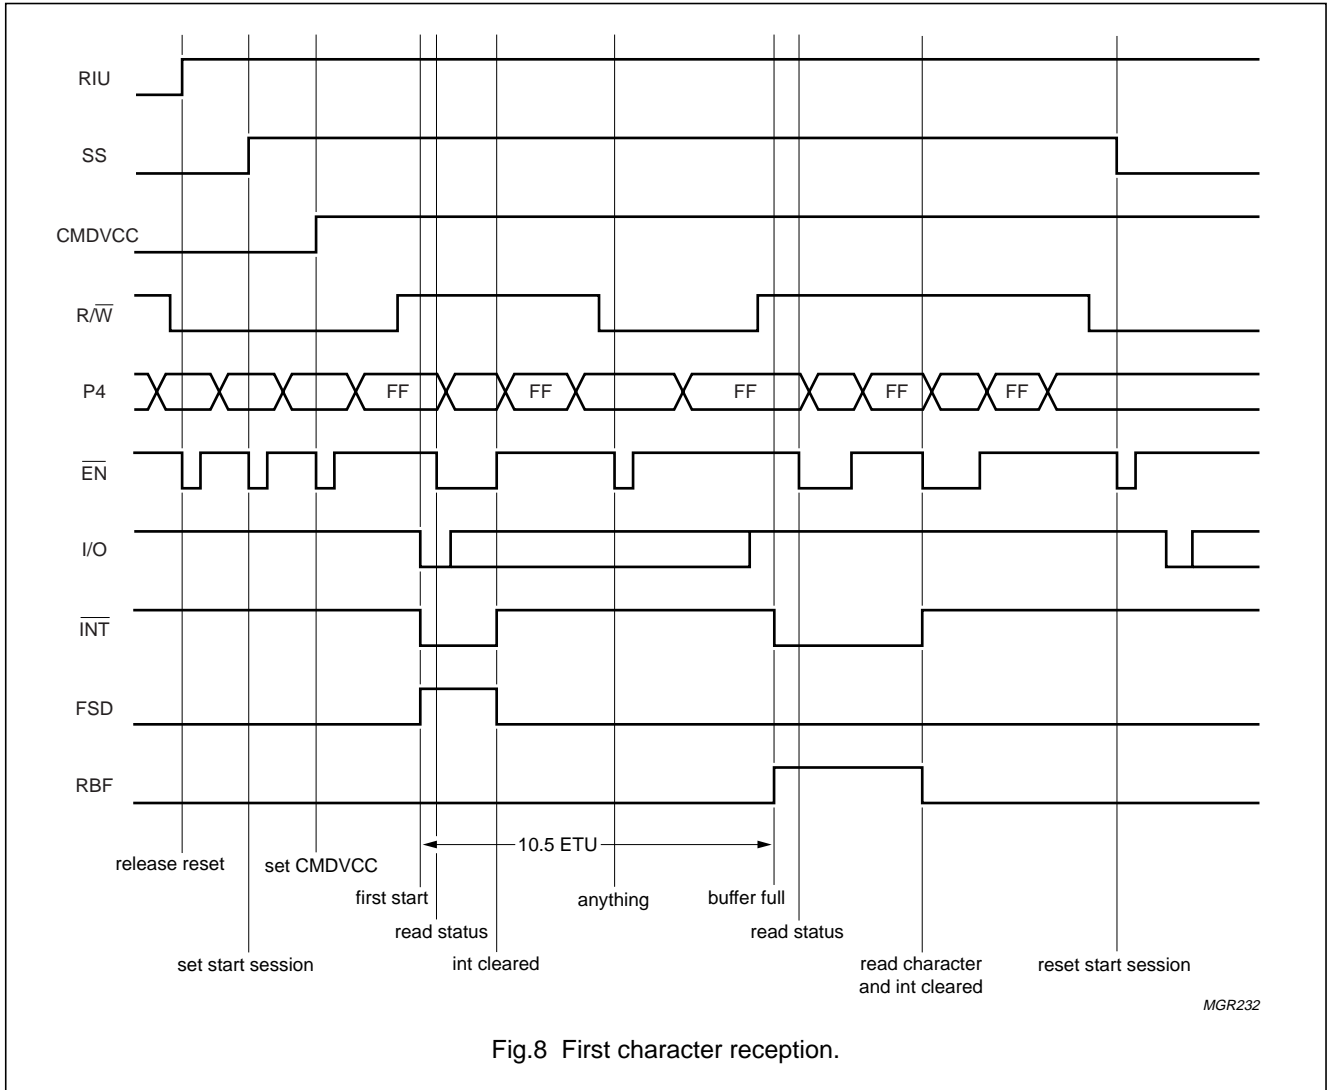 RIU
SS
CMDVCC
R/W̅
P4
FF
FF
FF
FF
FF
E̅N̅
I/O
I̅N̅T̅
FSD
RBF
10.5 ETU
release reset
set CMDVCC
first start
anything
buffer full
read status
read status
set start session
int cleared
read character
and int cleared
reset start session
MGR232
Fig.8 First character reception.